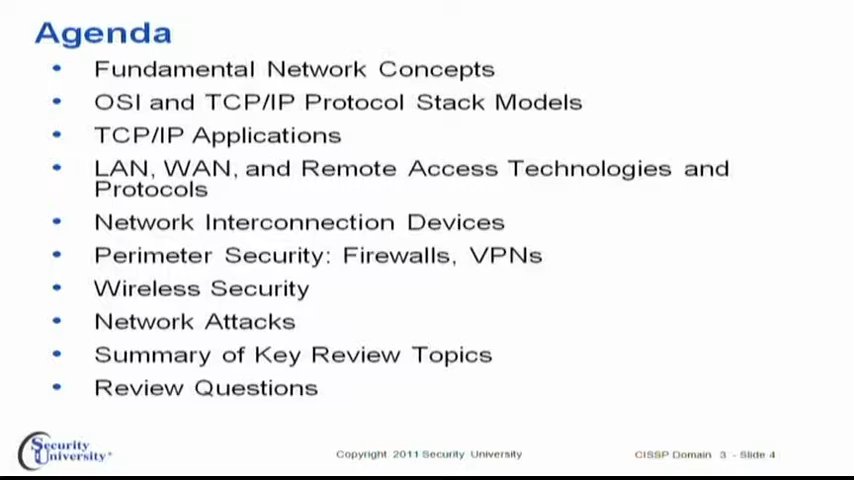 Agenda
• Fundamental Network Concepts
• OSI and TCP/IP Protocol Stack Models
• TCP/IP Applications
• LAN, WAN, and Remote Access Technologies and
Protocols
• Network Interconnection Devices
• Perimeter Security: Firewalls, VPNs
• Wireless Security
• Network Attacks
• Summary of Key Review Topics
• Review Questions
Security
University
Copyright 2011 Security University
CISSP Domain 3 - Slide 4